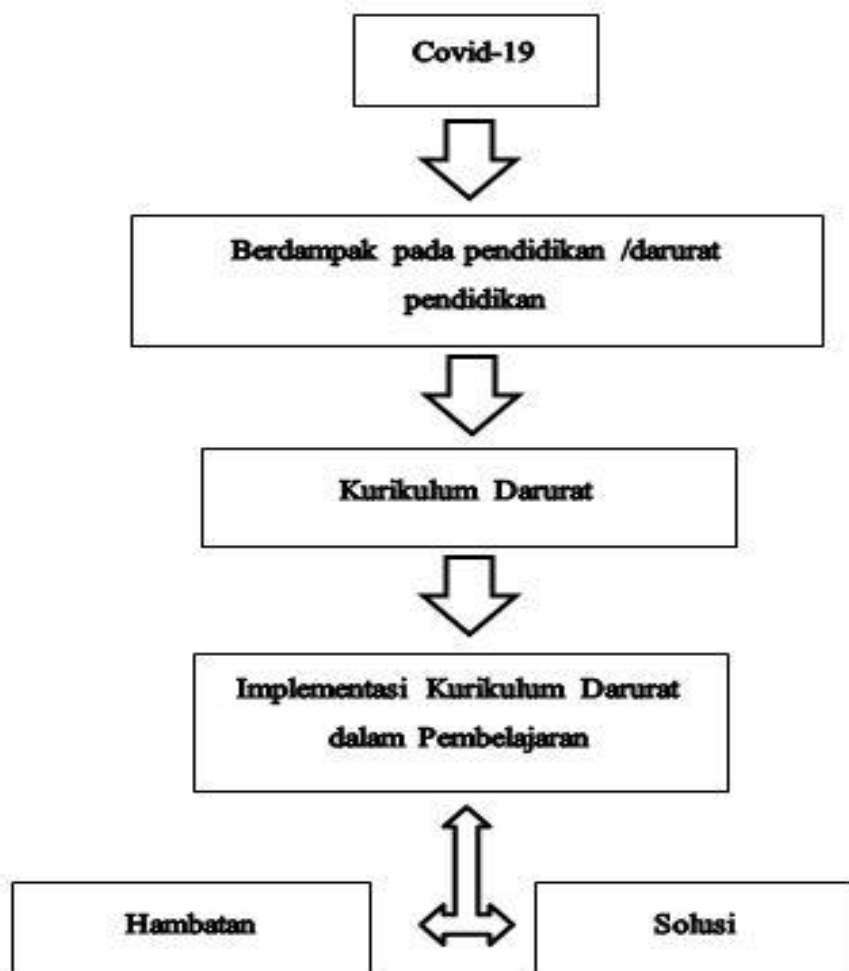 Covid-19
Berdampak pada pendidikan /darurat
pendidikan
Kurikulum Darurat
Implementasi Kurikulum Darurat
dalam Pembelajaran
Hambatan
Solusi